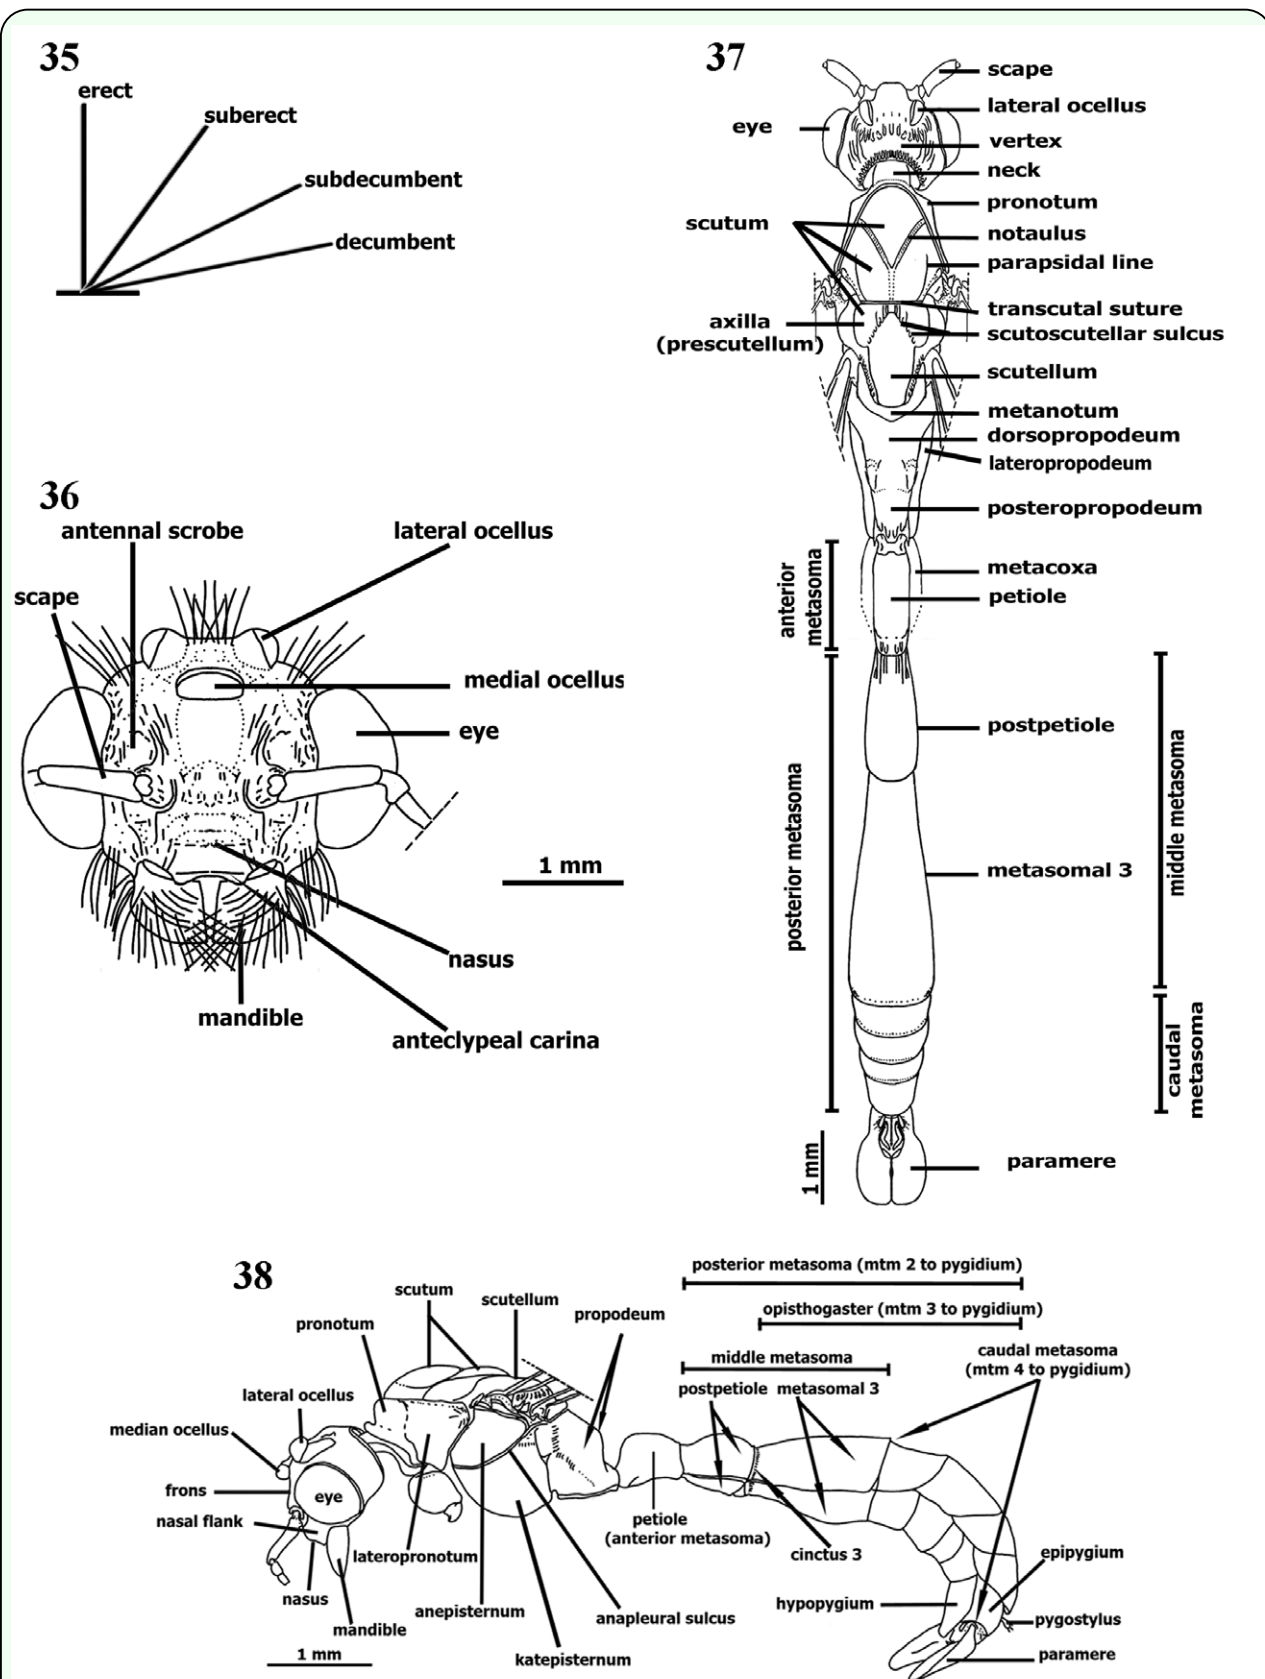 35
erect
suberect
subdecumbent
decumbent
36
antennal scrobe
lateral ocellus
scape
medial ocellus
eye
1 mm
nasus
mandible
anteclypeal carina
37
scape
lateral ocellus
eye
vertex
neck
pronotum
scutum
notaulus
parapsidal line
transcutal suture
axilla
(prescutellum)
scutoscutellar sulcus
scutellum
metanotum
dorsopropodeum
lateropropodeum
posteropropodeum
anterior
metasoma
metacoxa
petiole
postpetiole
posterior metasoma
middle metasoma
metasomal 3
caudal
metasoma
1 mm
paramere
38
posterior metasoma (mtm 2 to pygidium)
scutum
scutellum
propodeum
opisthogaster (mtm 3 to pygidium)
pronotum
middle metasoma
caudal metasoma
(mtm 4 to pygidium)
postpetiole
metasomal 3
lateral ocellus
median ocellus
frons
eye
nasal flank
petiole
(anterior metasoma)
lateropronotum
cinctus 3
epipygium
nasus
anepisternum
anapleural sulcus
hypopygium
pygostylus
mandible
katepisternum
paramere
1 mm